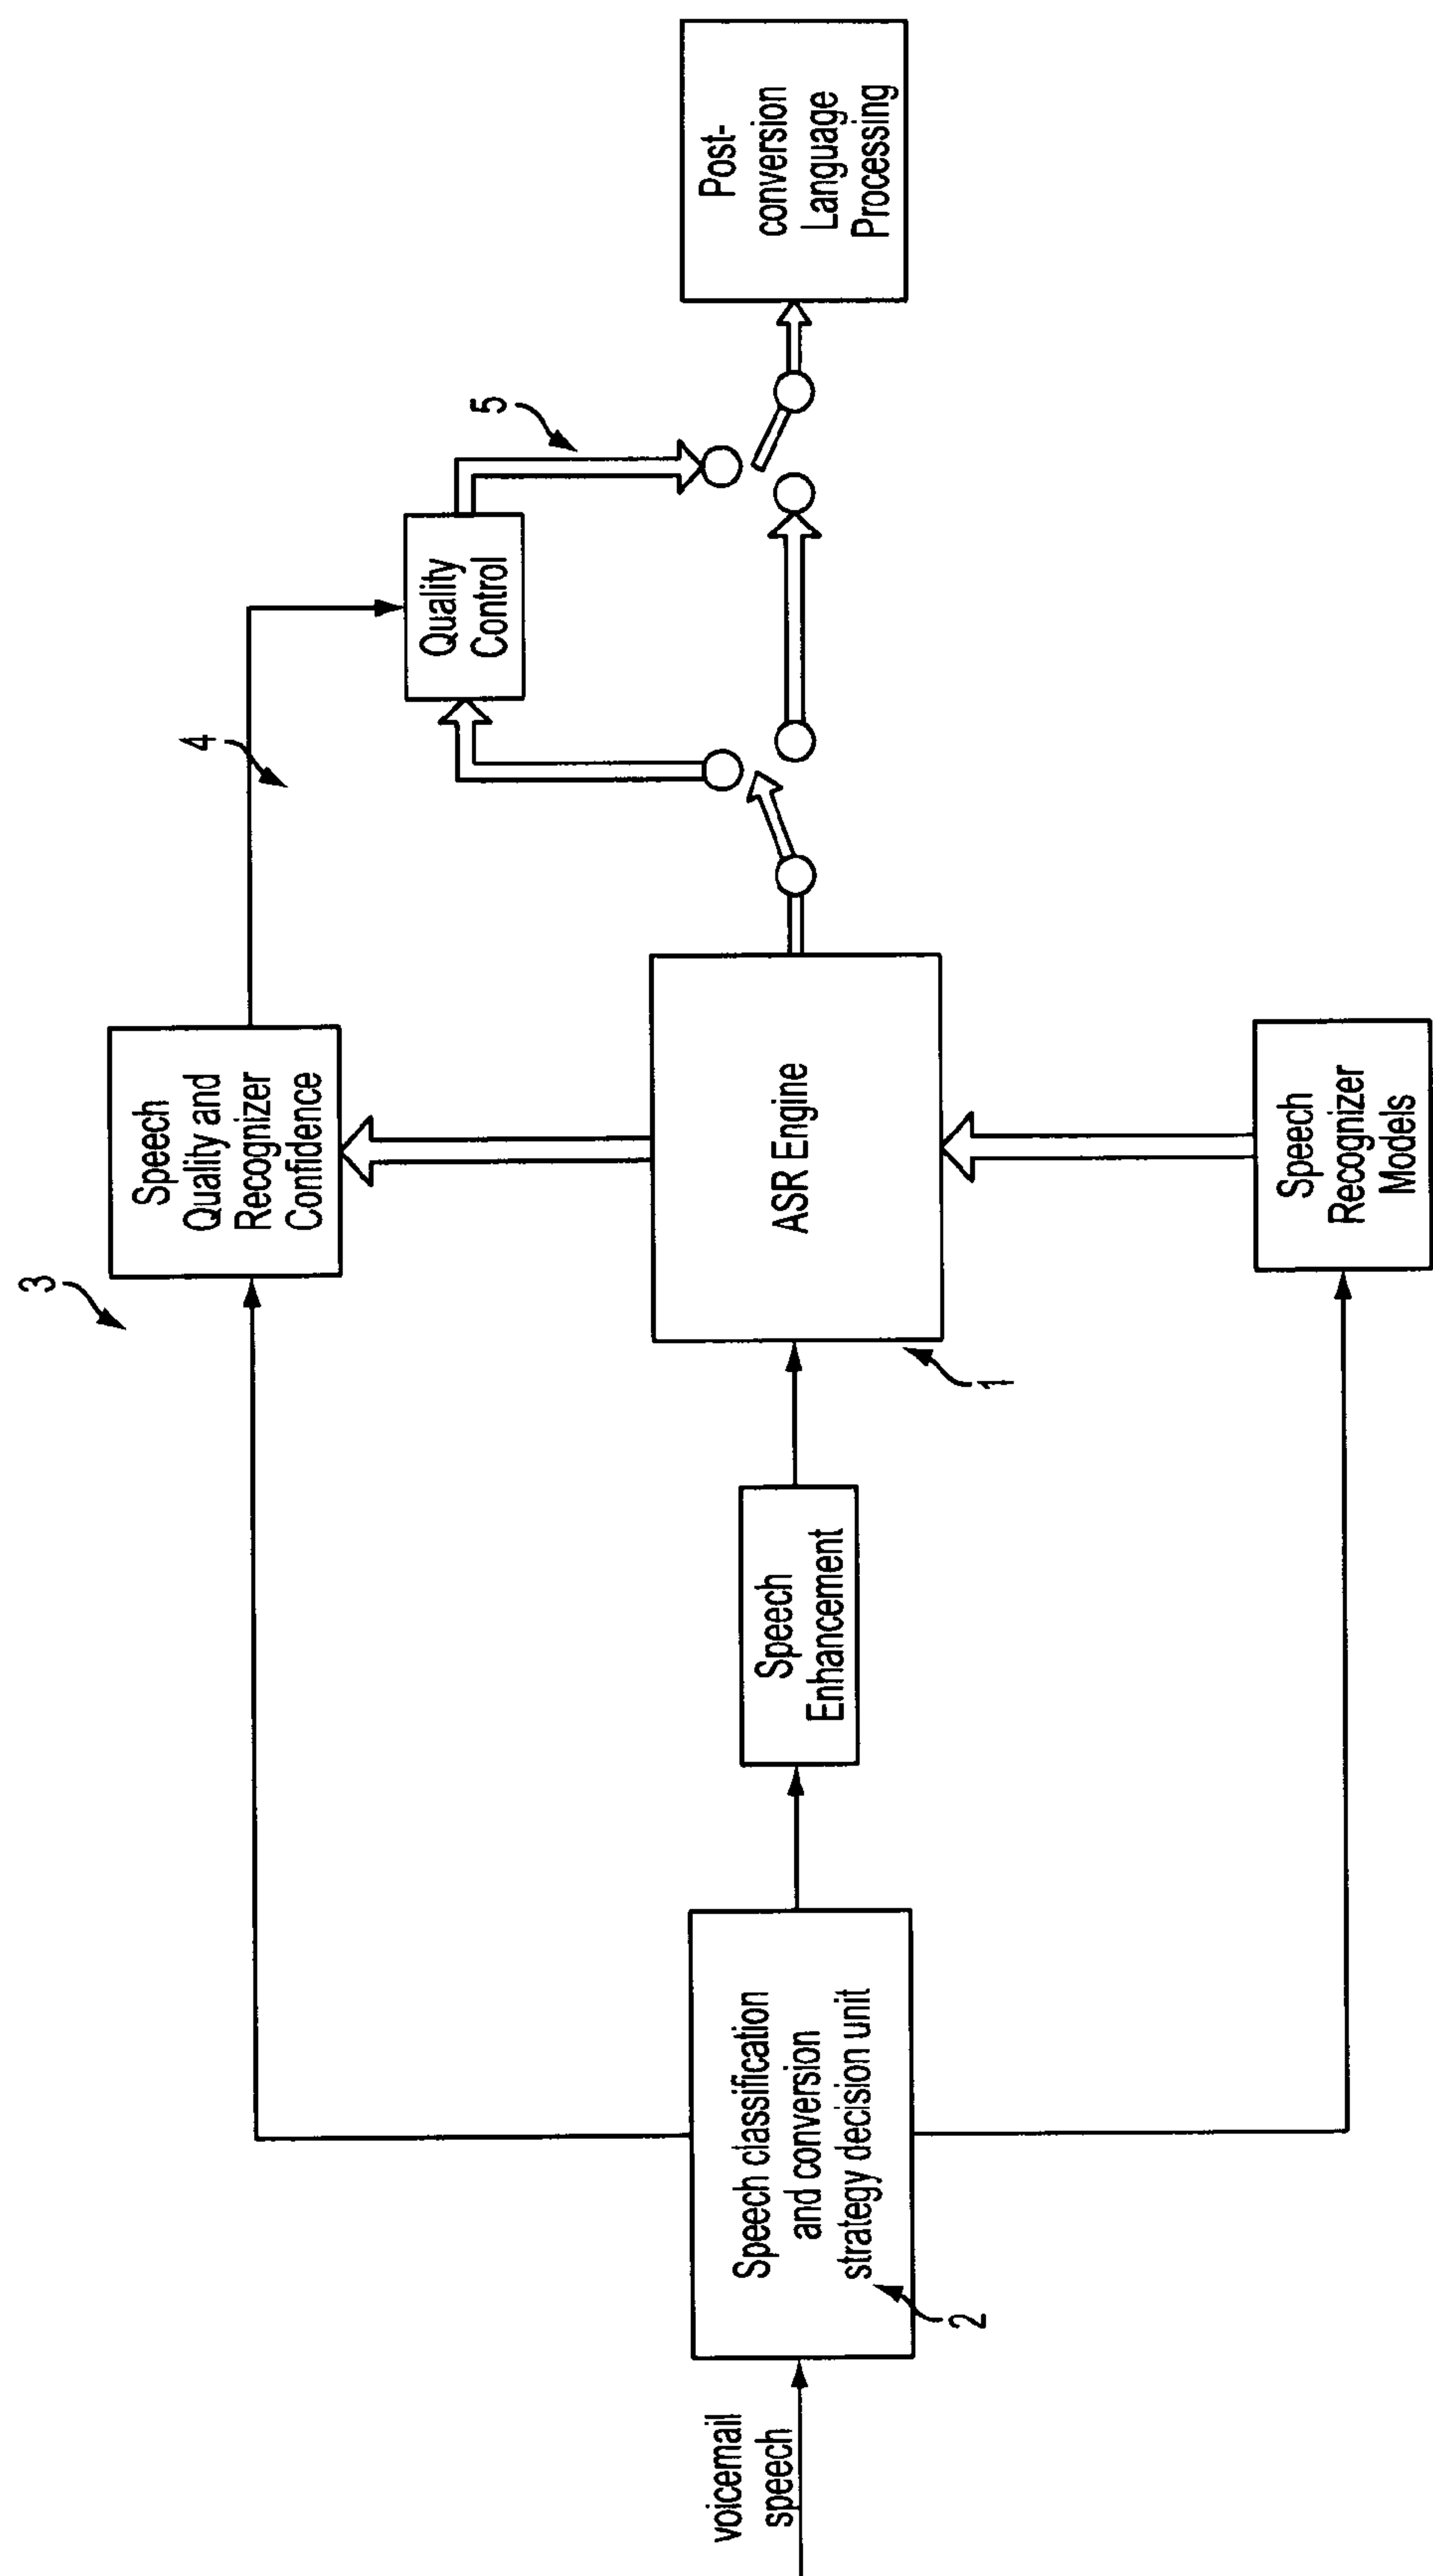 voicemail
speech
Speech classification
and conversion
strategy decision unit
2
Speech
Enhancement
3
Speech
Quality and
Recognizer
Confidence
ASR Engine
1
Speech
Recognizer
Models
4
Quality
Control
5
Post-
conversion
Language
Processing